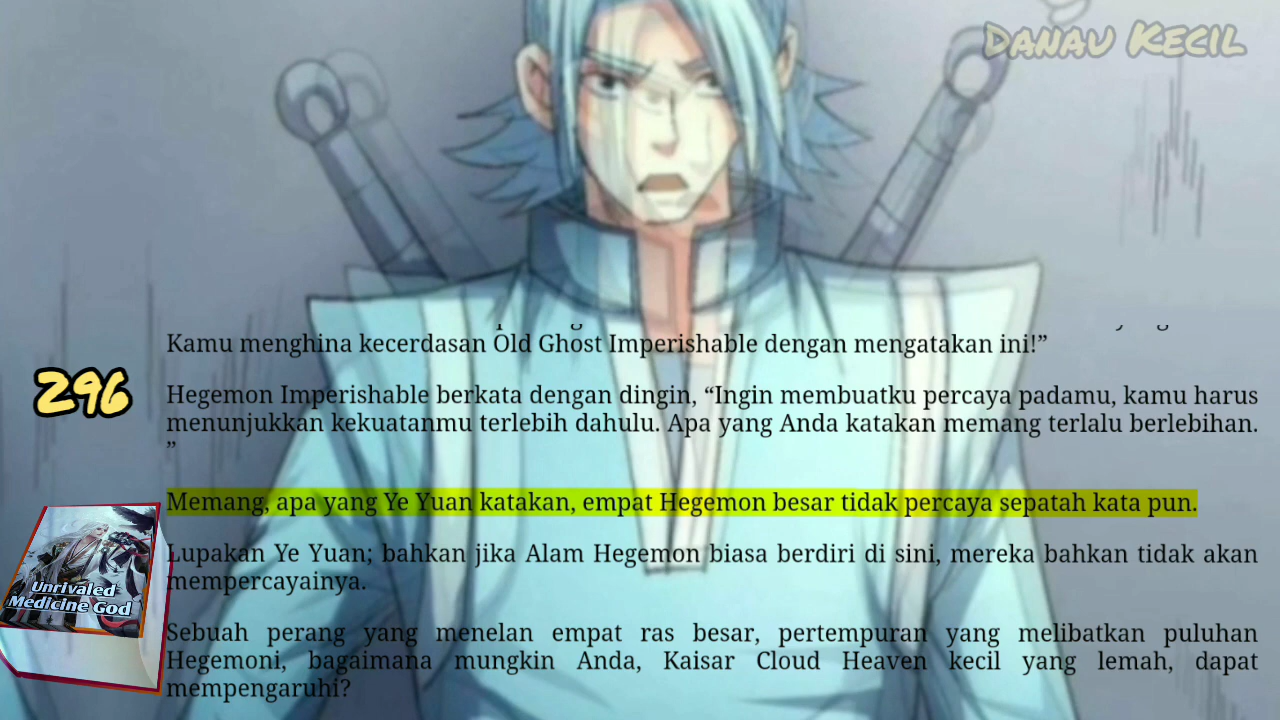 Danau Kecil
Kamu menghina kecerdasan Old Ghost Imperishable dengan mengatakan ini!”
296
Hegemon Imperishable berkata dengan dingin, “Ingin membuatku percaya padamu, kamu harus
menunjukkan kekuatanmu terlebih dahulu. Apa yang Anda katakan memang terlalu berlebihan.
”
Memang, apa yang Ye Yuan katakan, empat Hegemon besar tidak percaya sepatah kata pun.
Lupakan Ye Yuan; bahkan jika Alam Hegemon biasa berdiri di sini, mereka bahkan tidak akan
mempercayainya.
Unrivaled
Medicine God
Sebuah perang yang menelan empat ras besar, pertempuran yang melibatkan puluhan
Hegemoni, bagaimana mungkin Anda, Kaisar Cloud Heaven kecil yang lemah, dapat
mempengaruhi?